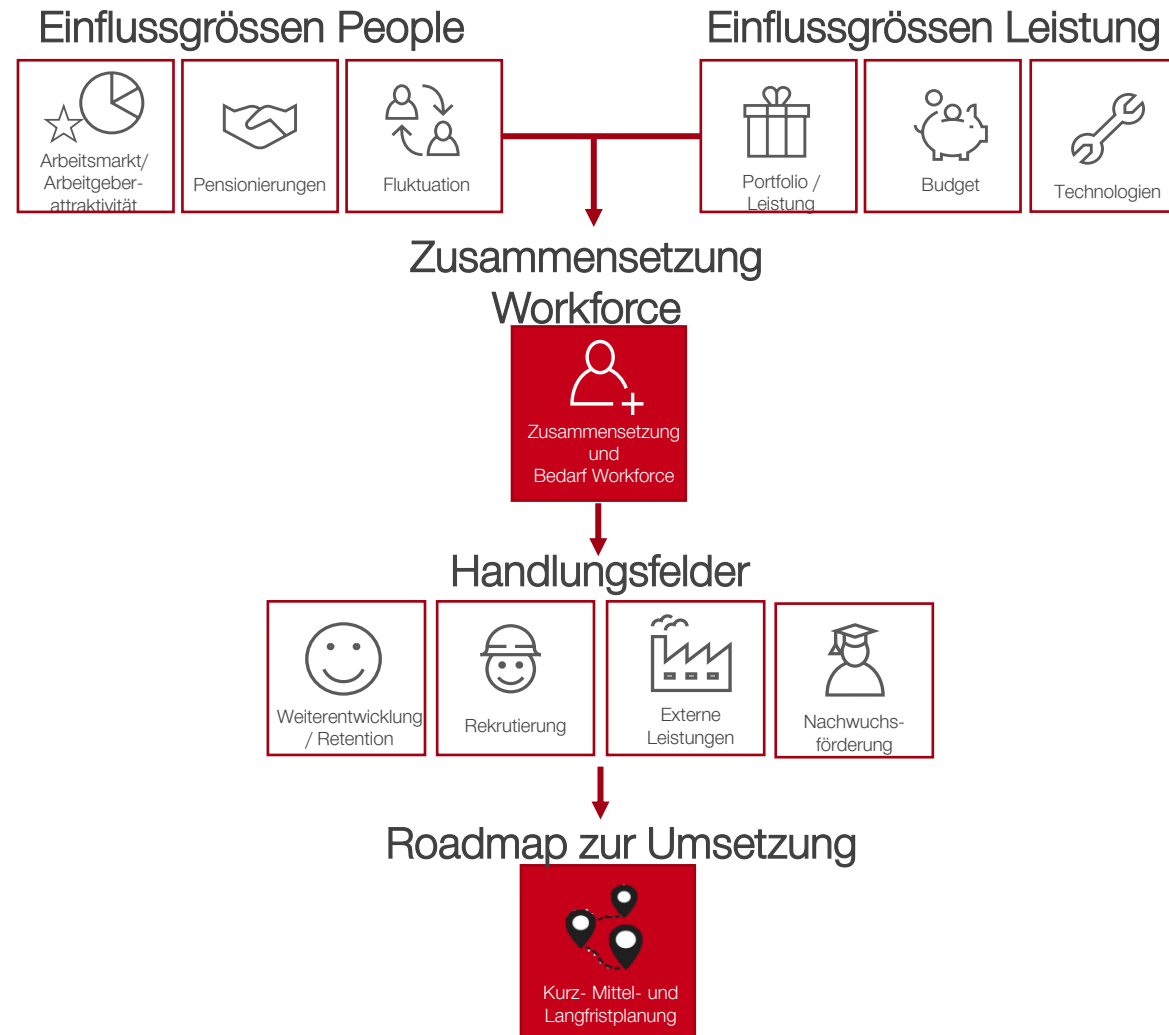 Einflussgrössen People
Einflussgrössen Leistung
Arbeitsmarkt/
Arbeitgeber-
attraktivität
Pensionierungen
Fluktuation
Portfolio /
Leistung
Budget
Technologien
Zusammensetzung
Workforce
Zusammensetzung
und
Bedarf Workforce
Handlungsfelder
Weiterentwicklung
/ Retention
Rekrutierung
Externe
Leistungen
Nachwuchs-
förderung
Roadmap zur Umsetzung
Kurz- Mittel- und
Langfristplanung